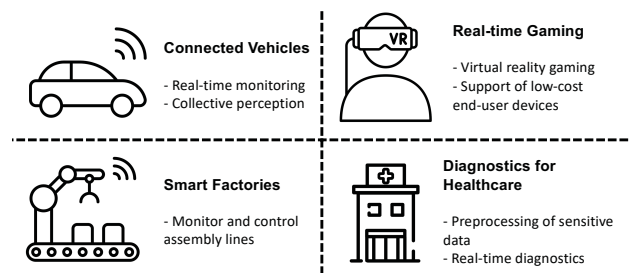 Connected Vehicles
- Real-time monitoring
- Collective perception
VR
Real-time Gaming
- Virtual reality gaming
- Support of low-cost
end-user devices
Smart Factories
- Monitor and control
assembly lines
Diagnostics for
Healthcare
- Preprocessing of sensitive
data
- Real-time diagnostics